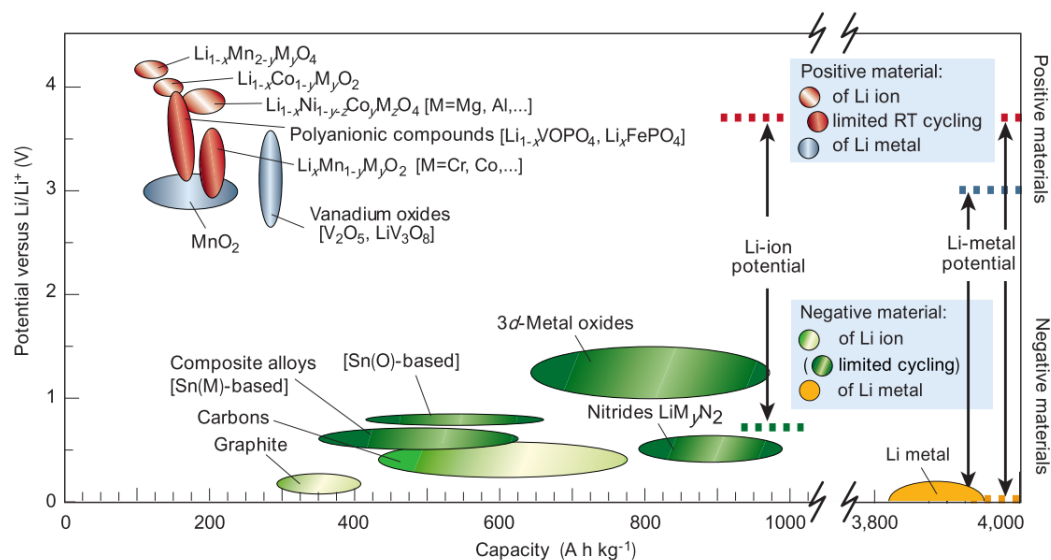 Potential versus Li/Li⁺ (V)
4
3
2
1
0
Li₁₋ₓMn₂₋yMyO₄
Li₁₋ₓCo₁₋yMyO₂
Li₁₋ₓNi₁₋y₋zCoyMzO₄ [M=Mg, Al,...]
Polyanionic compounds [Li₁₋ₓVOPO₄, LiₓFePO₄]
LiₓMn₁₋yMyO₂ [M=Cr, Co,...]
Vanadium oxides
[V₂O₅, LiV₃O₈]
MnO₂
Positive material:
of Li ion
limited RT cycling
of Li metal
Positive materials
Li-ion
potential
Li-metal
potential
3d-Metal oxides
Composite alloys
[Sn(M)-based]
[Sn(O)-based]
Carbons
Graphite
Nitrides LiMyN₂
Negative material:
of Li ion
( limited cycling)
of Li metal
Negative materials
Li metal
0
200
400
600
800
1000
3,800
4,000
Capacity (A h kg⁻¹)